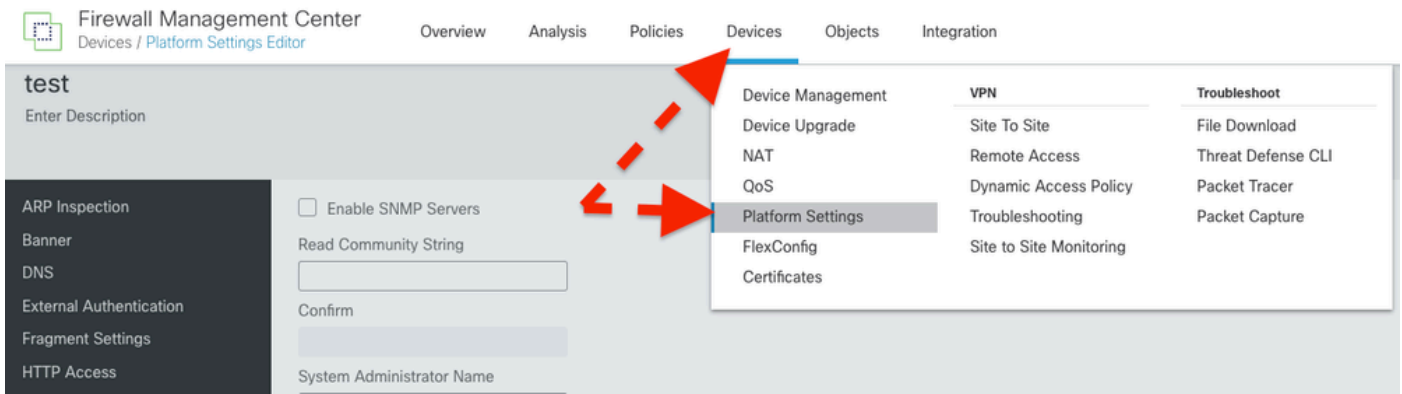 Firewall Management Center
Devices / Platform Settings Editor
Overview
Analysis
Policies
Devices
Objects
Integration
test
Enter Description
Device Management
Device Upgrade
NAT
QoS
Platform Settings
FlexConfig
Certificates
VPN
Site To Site
Remote Access
Dynamic Access Policy
Troubleshooting
Site to Site Monitoring
Troubleshoot
File Download
Threat Defense CLI
Packet Tracer
Packet Capture
ARP Inspection
Banner
DNS
External Authentication
Fragment Settings
HTTP Access
Enable SNMP Servers
Read Community String
Confirm
System Administrator Name